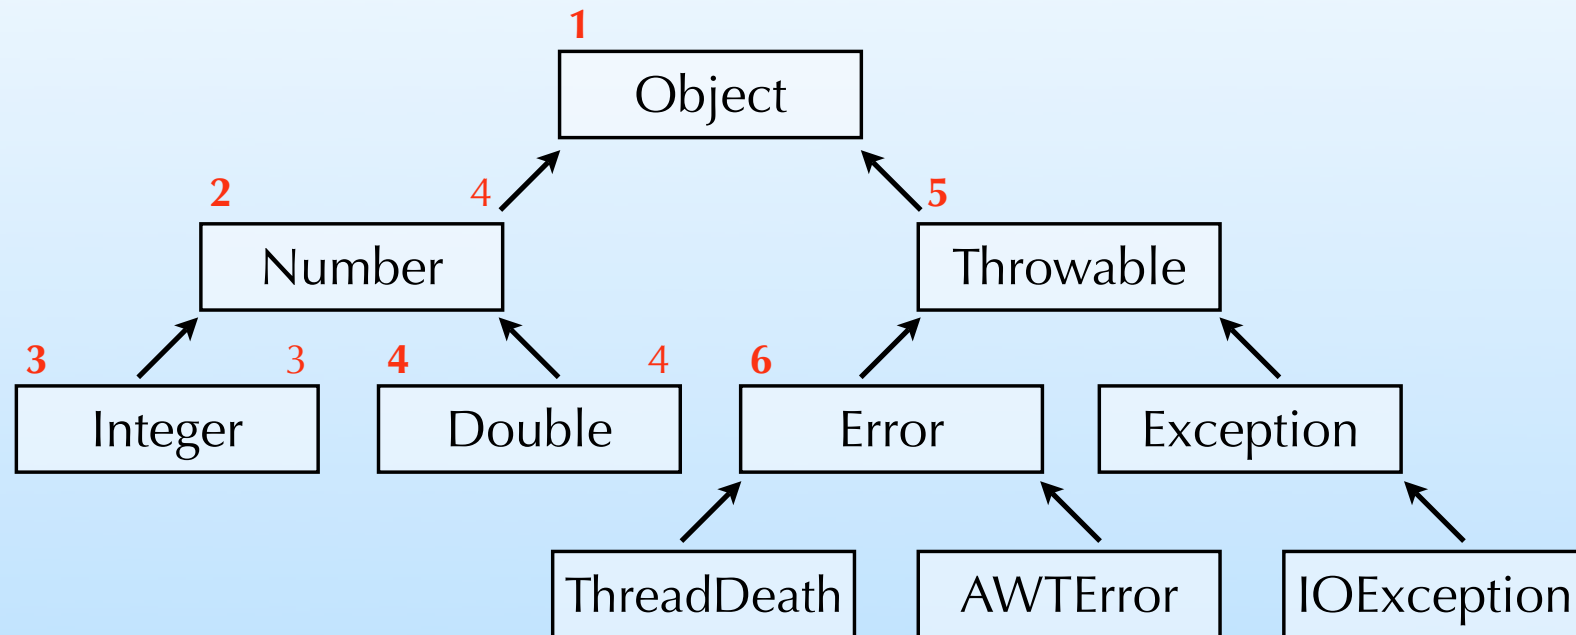 1
Object
2 4 5
Number Throwable
3 3 4 4 6
Integer Double Error Exception
ThreadDeath AWTError IOException